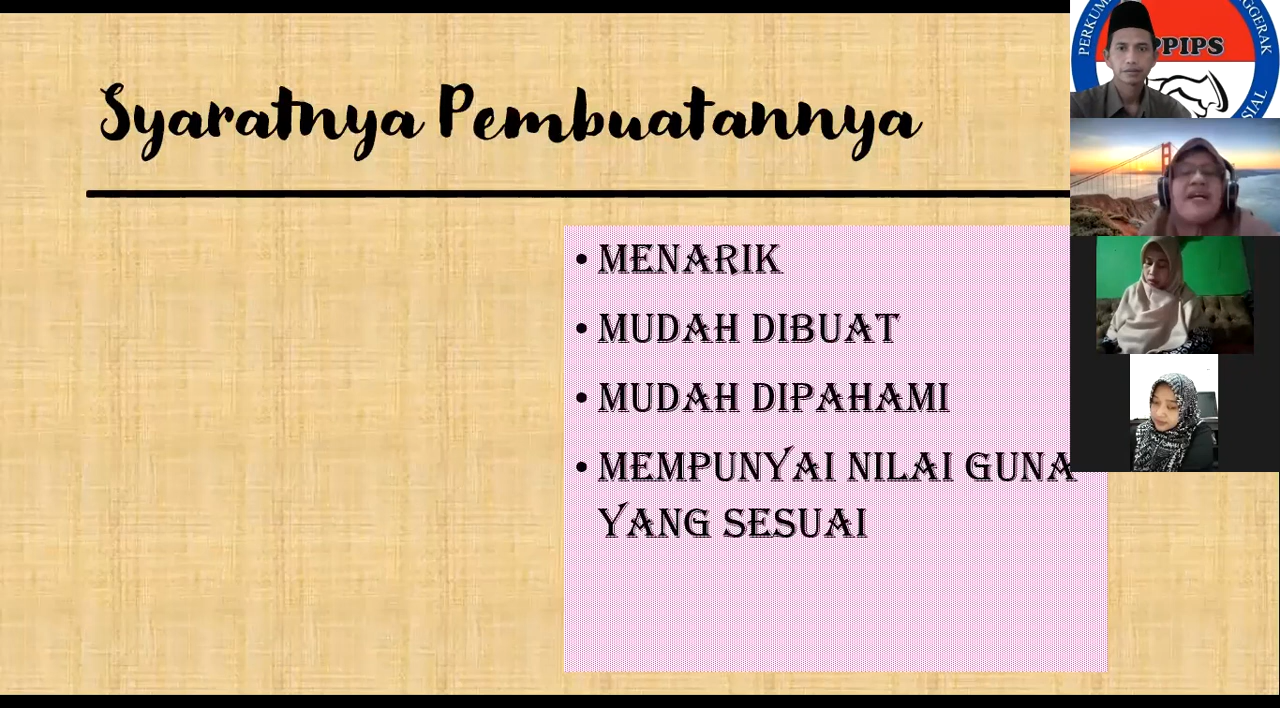 Syaratnya Pembuatannya
• MENARIK
• MUDAH DIBUAT
• MUDAH DIPAHAMI
• MEMPUNYAI NILAI GUNA
YANG SESUAI
PPIPS